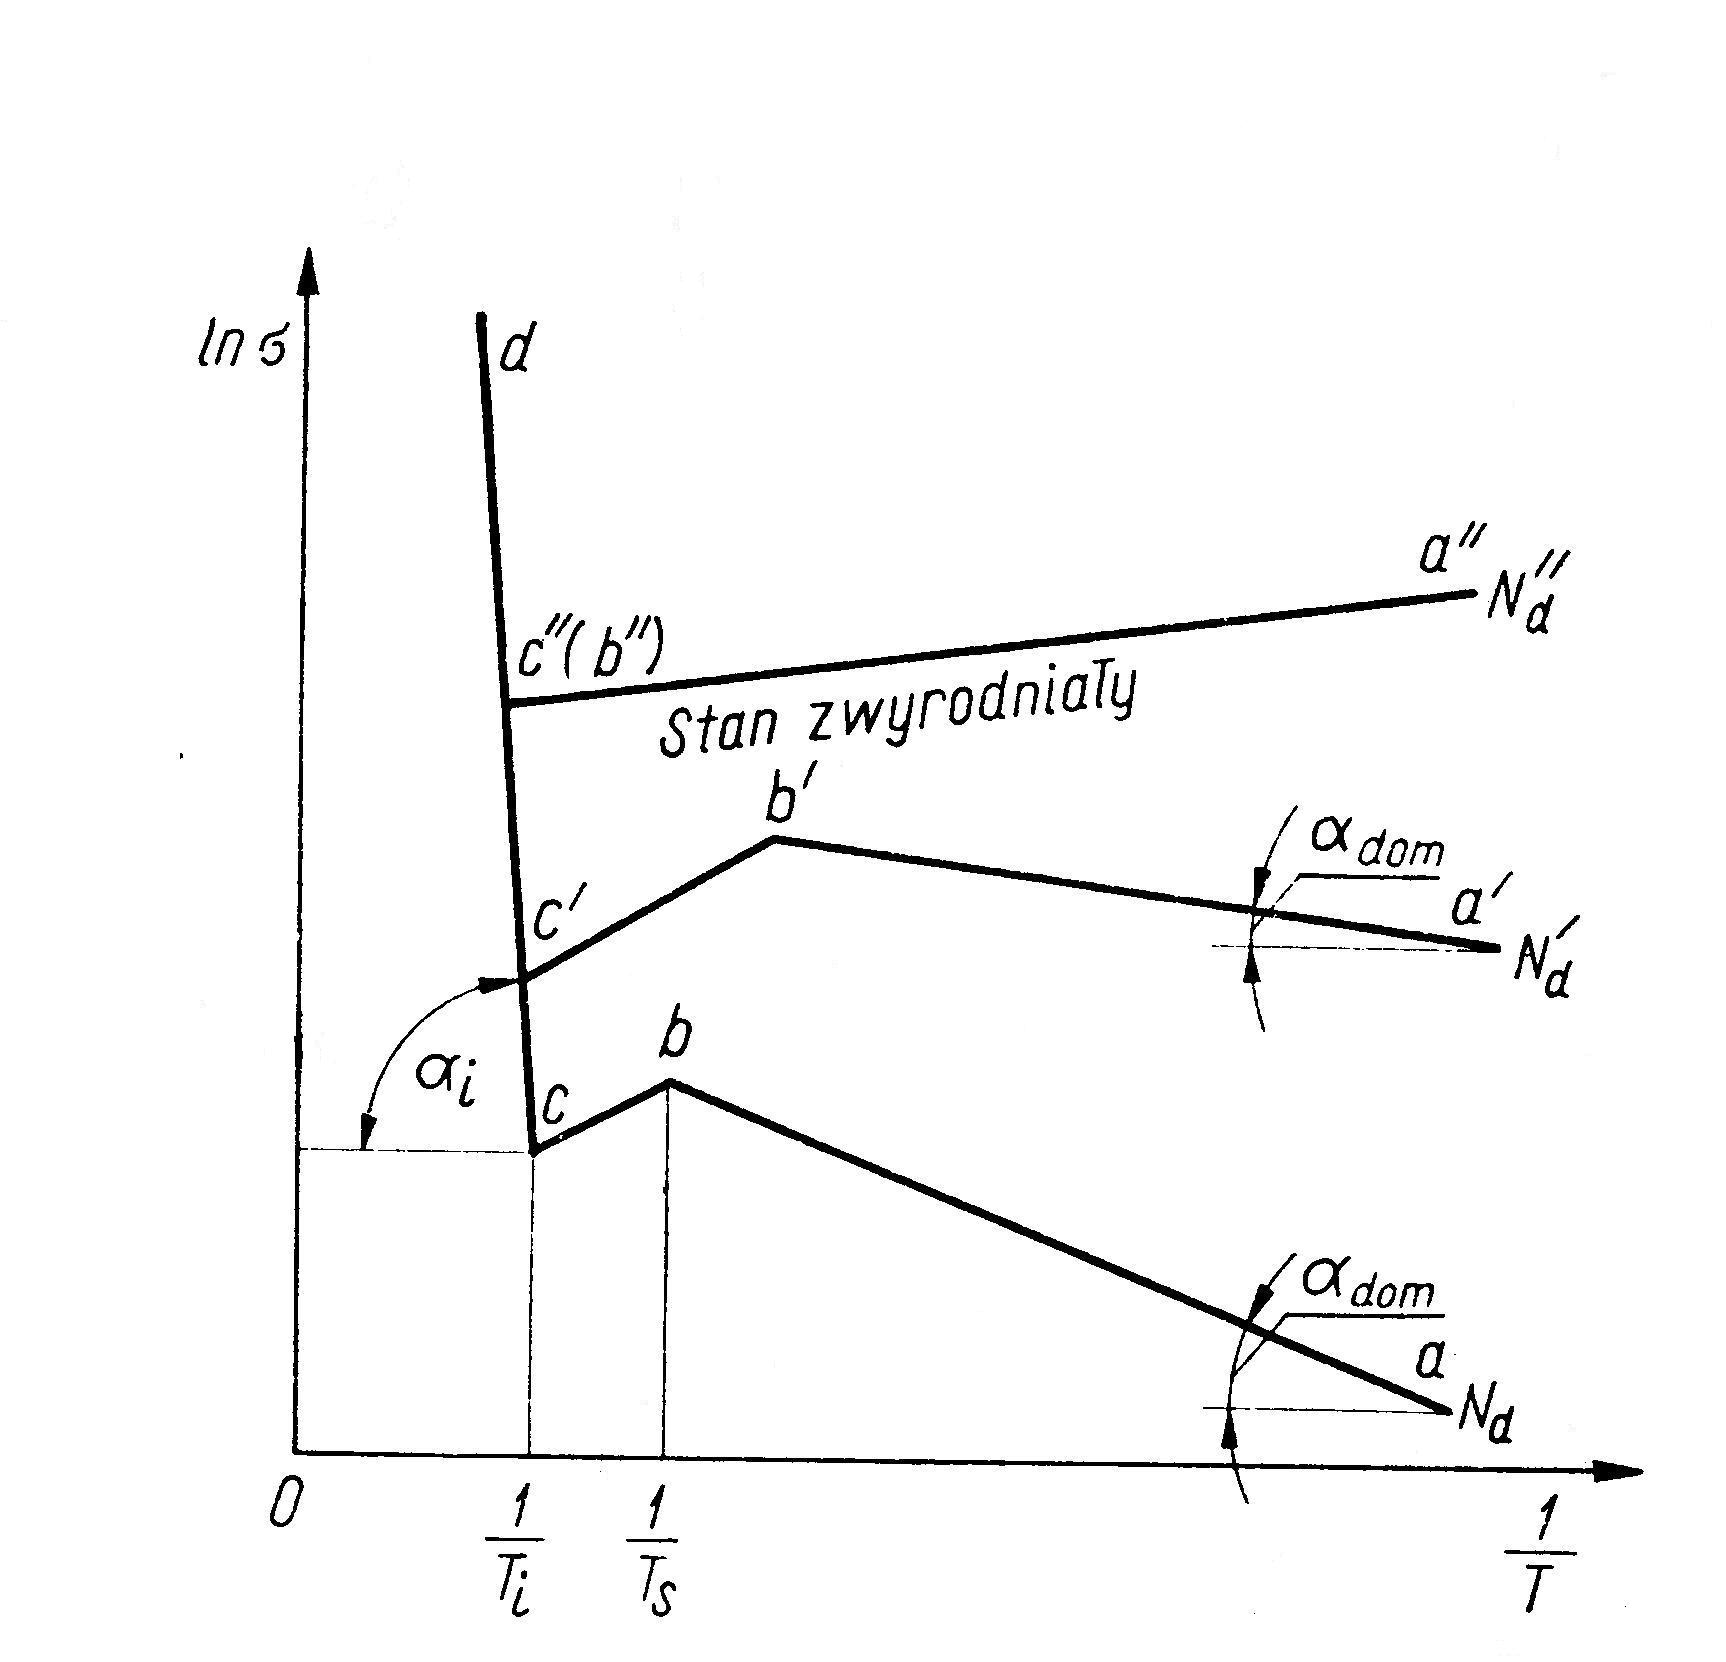 ln σ
d
a″
N″d
c″(b″)
Stan zwyrodniały
b′
αdom
a′
N′d
c′
b
αi
c
αdom
a
Nd
0
1/Ti
1/Ts
1/T